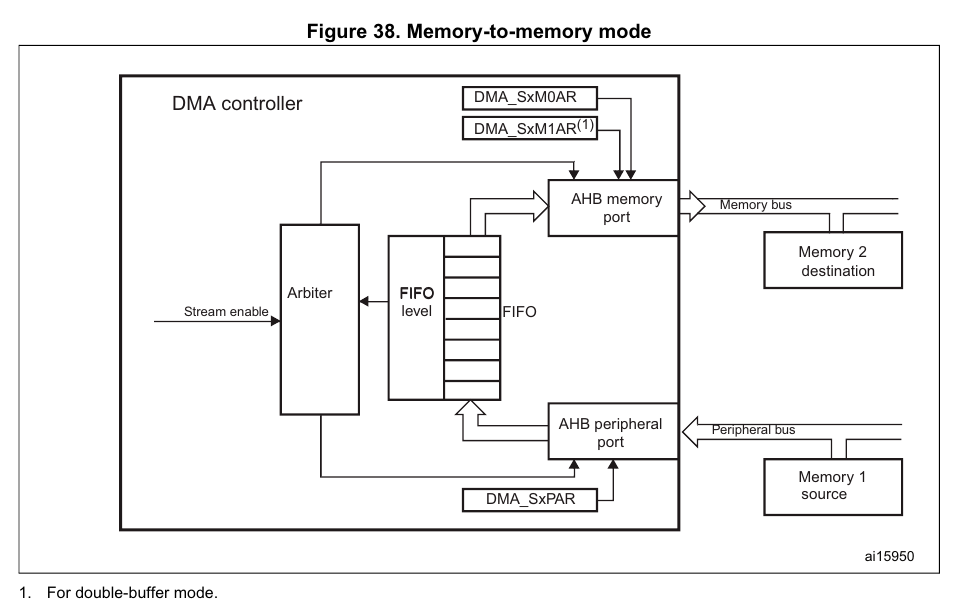 Figure 38. Memory-to-memory mode
DMA controller
DMA_SxM0AR
DMA_SxM1AR(1)
AHB memory
port
Memory bus
Memory 2
destination
Arbiter
Stream enable
FIFO
level
FIFO
AHB peripheral
port
Peripheral bus
Memory 1
source
DMA_SxPAR
ai15950
1. For double-buffer mode.